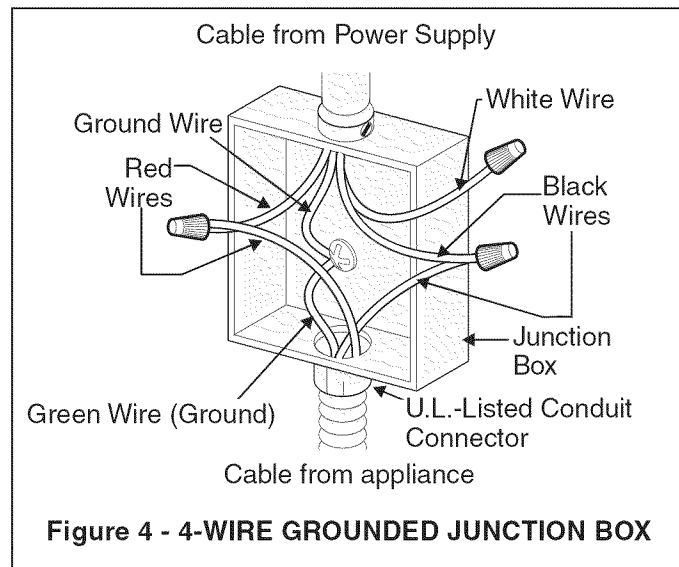 Cable from Power Supply
White Wire
Ground Wire
Red
Wires
Black
Wires
Junction
Box
Green Wire (Ground)
U.L.-Listed Conduit
Connector
Cable from appliance
Figure 4 - 4-WIRE GROUNDED JUNCTION BOX